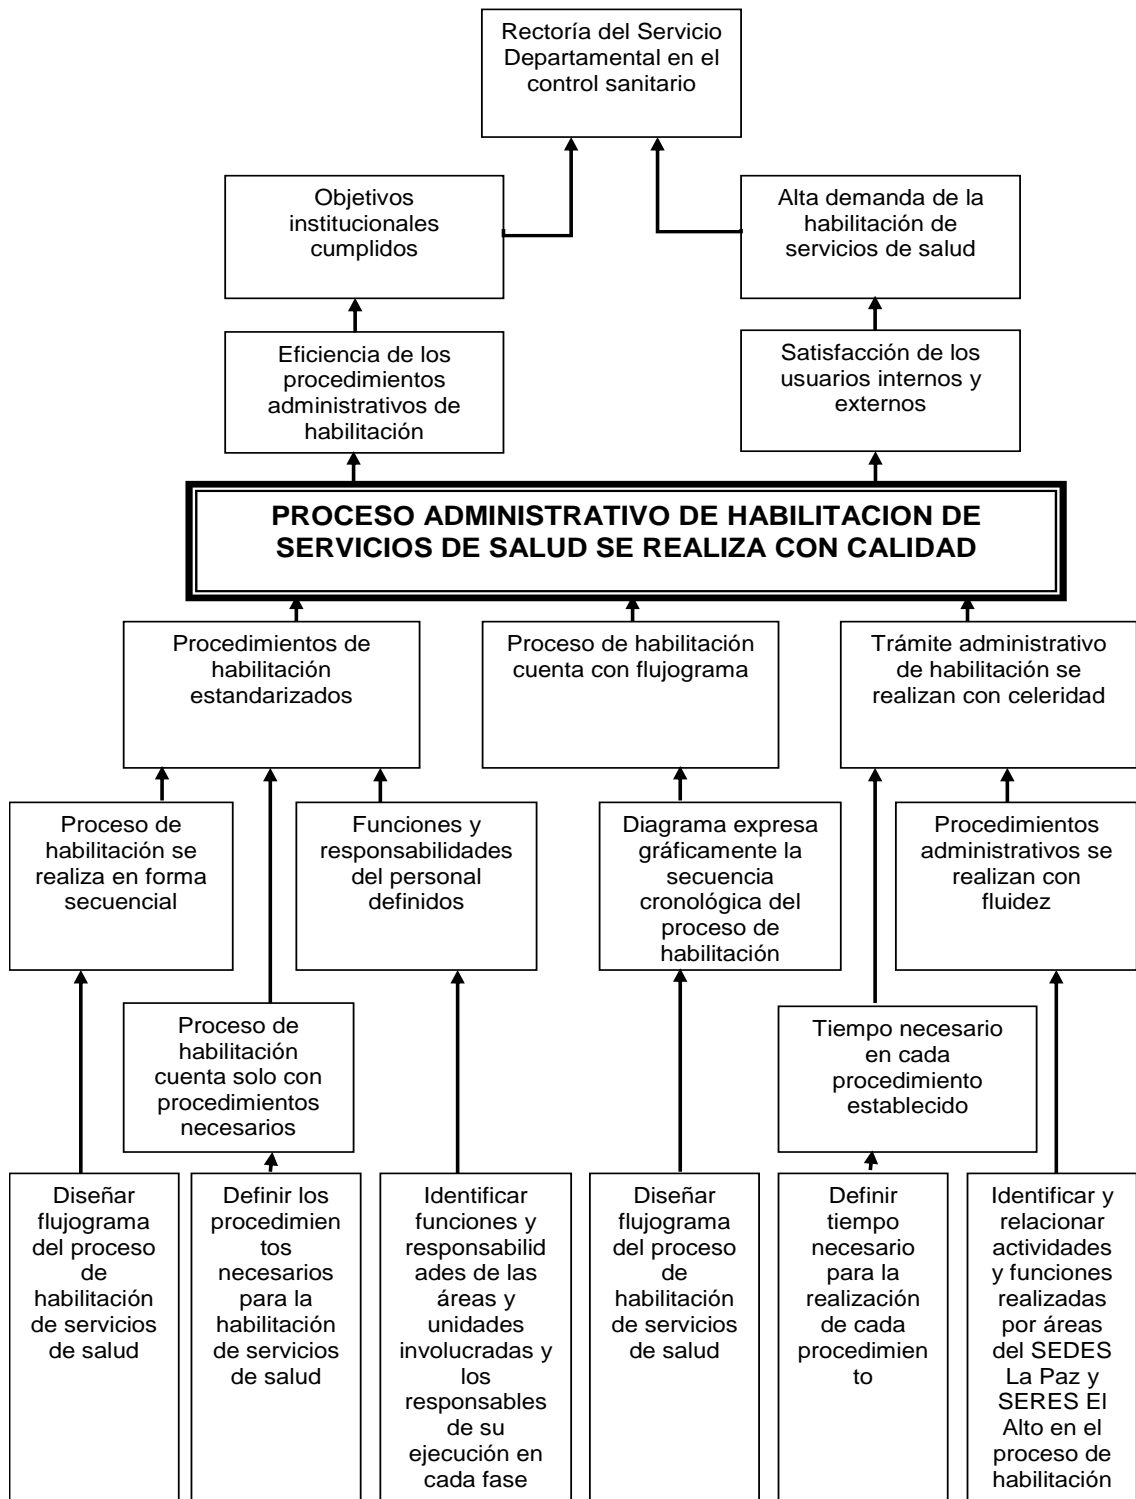 Rectoría del Servicio
Departamental en el
control sanitario
Objetivos
institucionales
cumplidos
Alta demanda de la
habilitación de
servicios de salud
Eficiencia de los
procedimientos
administrativos de
habilitación
Satisfacción de los
usuarios internos y
externos
PROCESO ADMINISTRATIVO DE HABILITACION DE
SERVICIOS DE SALUD SE REALIZA CON CALIDAD
Procedimientos de
habilitación
estandarizados
Proceso de habilitación
cuenta con flujograma
Trámite administrativo
de habilitación se
realizan con celeridad
Proceso de
habilitación se
realiza en forma
secuencial
Funciones y
responsabilidades
del personal
definidos
Diagrama expresa
gráficamente la
secuencia
cronológica del
proceso de
habilitación
Procedimientos
administrativos se
realizan con
fluidez
Proceso de
habilitación
cuenta solo con
procedimientos
necesarios
Tiempo necesario
en cada
procedimiento
establecido
Diseñar
flujograma
del proceso
de
habilitación
de servicios
de salud
Definir los
procedimien
tos
necesarios
para la
habilitación
de servicios
de salud
Identificar
funciones y
responsabilid
ades de las
áreas y
unidades
involucradas y
los
responsables
de su
ejecución en
cada fase
Diseñar
flujograma
del proceso
de
habilitación
de servicios
de salud
Definir
tiempo
necesario
para la
realización
de cada
procedimien
to
Identificar y
relacionar
actividades
y funciones
realizadas
por áreas
del SEDES
La Paz y
SERES El
Alto en el
proceso de
habilitación